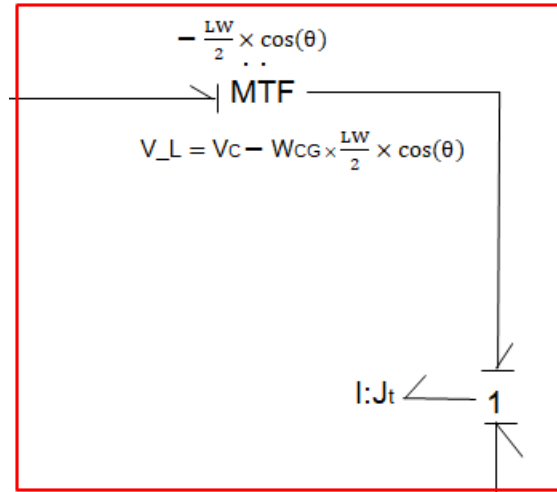 − LW/2 × cos(θ)
. .
MTF
V_L = Vc − WCG × LW/2 × cos(θ)
I:Jt
1